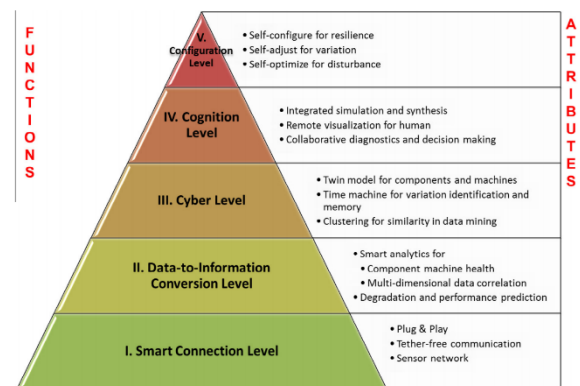 FUNCTIONS
ATTRIBUTES
V.
Configuration
Level
• Self-configure for resilience
• Self-adjust for variation
• Self-optimize for disturbance
IV. Cognition
Level
• Integrated simulation and synthesis
• Remote visualization for human
• Collaborative diagnostics and decision making
III. Cyber Level
• Twin model for components and machines
• Time machine for variation identification and
memory
• Clustering for similarity in data mining
II. Data-to-Information
Conversion Level
• Smart analytics for
• Component machine health
• Multi-dimensional data correlation
• Degradation and performance prediction
I. Smart Connection Level
• Plug & Play
• Tether-free communication
• Sensor network